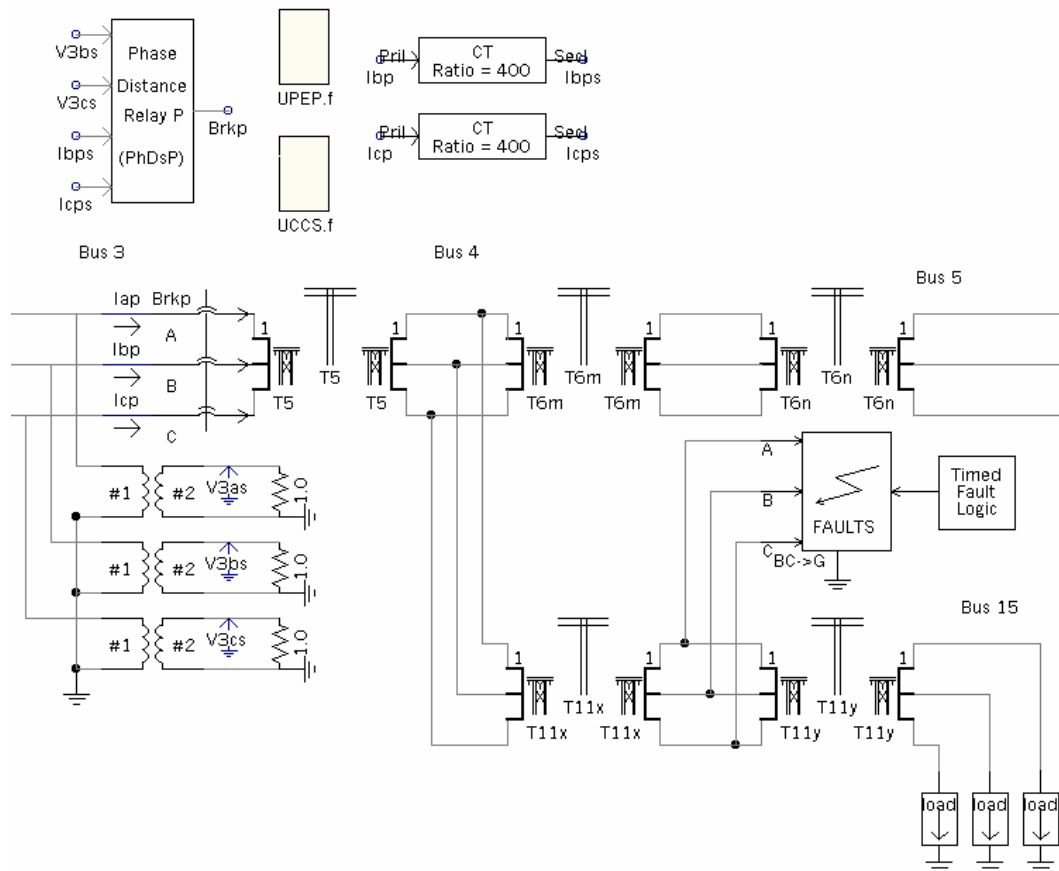 V3bs
V3cs
Ibps
Icps
Phase
Distance
Relay P
(PhDsP)
Brkp
UPEP.f
UCCS.f
PriI
Ibp
CT
Ratio = 400
SecI
Ibps
PriI
Icp
CT
Ratio = 400
SecI
Icps
Bus 3
Bus 4
Bus 5
Iap
Brkp
A
Ibp
B
Icp
C
1
T5
T5
1
T5
1
T6m
T6m
1
T6m
1
T6n
T6n
1
T6n
#1
#2
V3as
1.0
#1
#2
V3bs
1.0
#1
#2
V3cs
1.0
A
B
C
BC->G
FAULTS
Timed
Fault
Logic
Bus 15
1
T11x
T11x
1
T11x
1
T11y
T11y
1
T11y
load
load
load